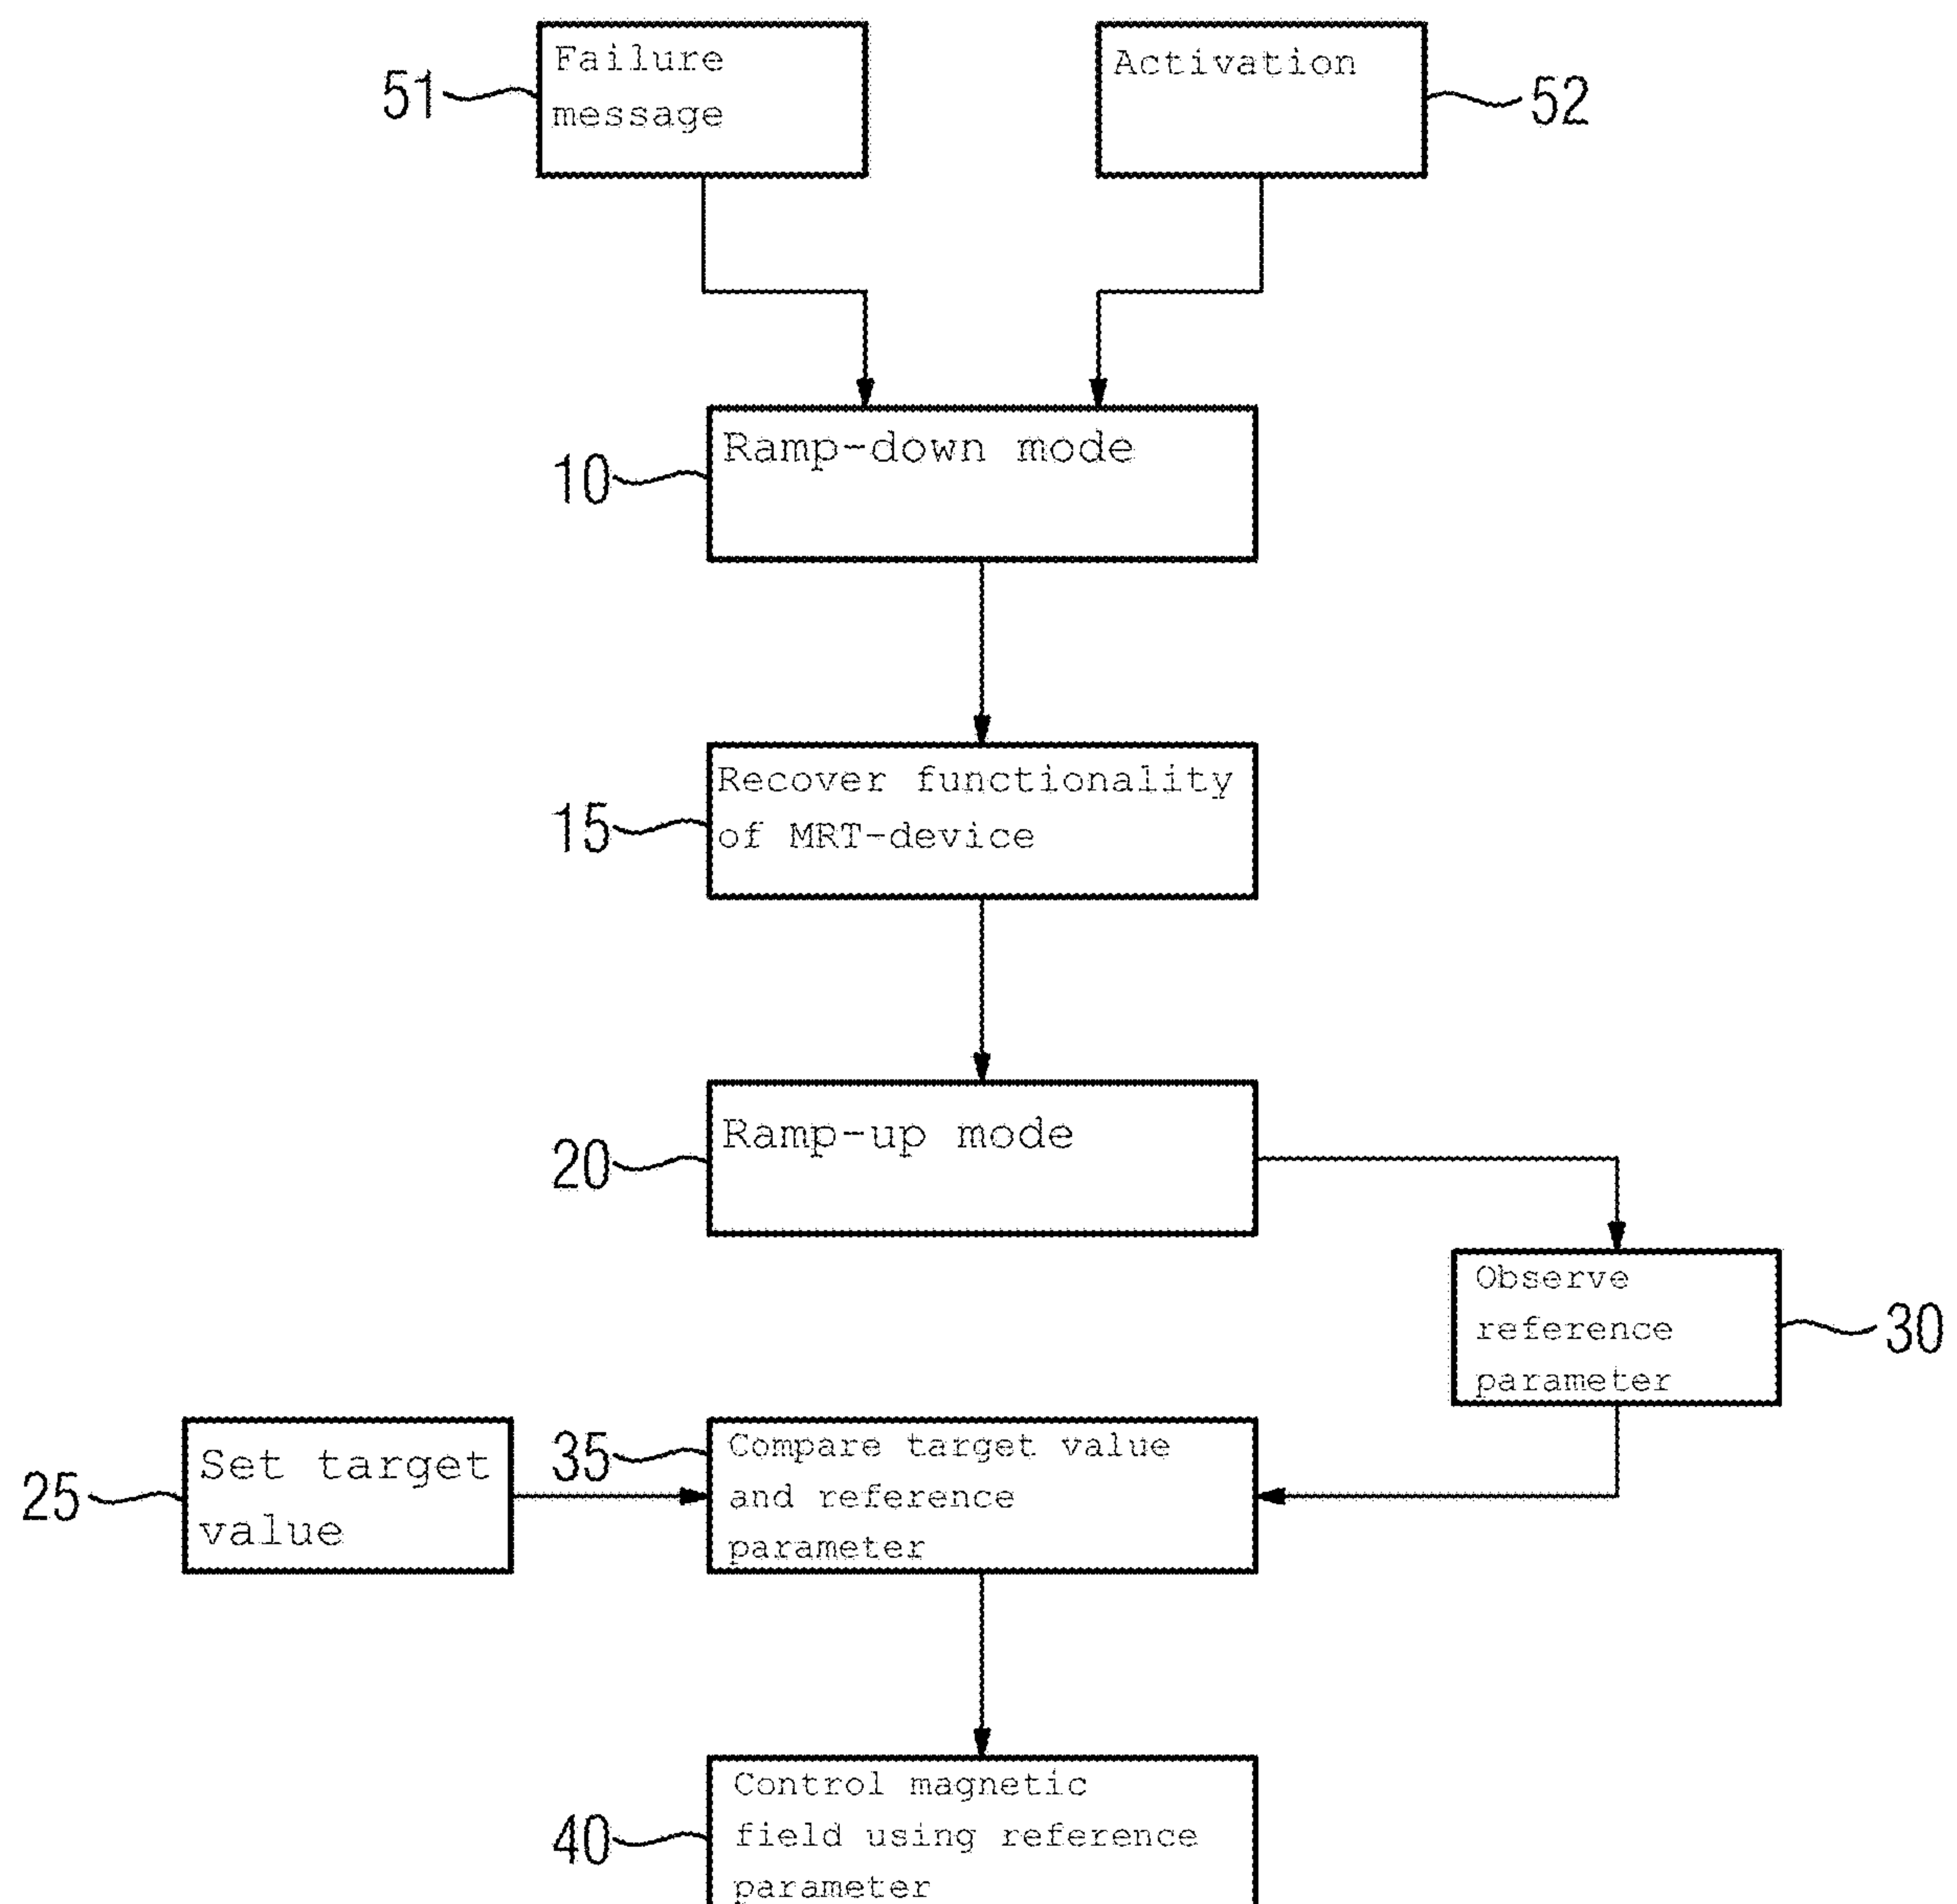 Failure
message
51
Activation
52
Ramp-down mode
10
Recover functionality
of MRT-device
15
Ramp-up mode
20
Observe
reference
parameter
30
Set target
value
25
35
Compare target value
and reference
parameter
Control magnetic
field using reference
parameter
40